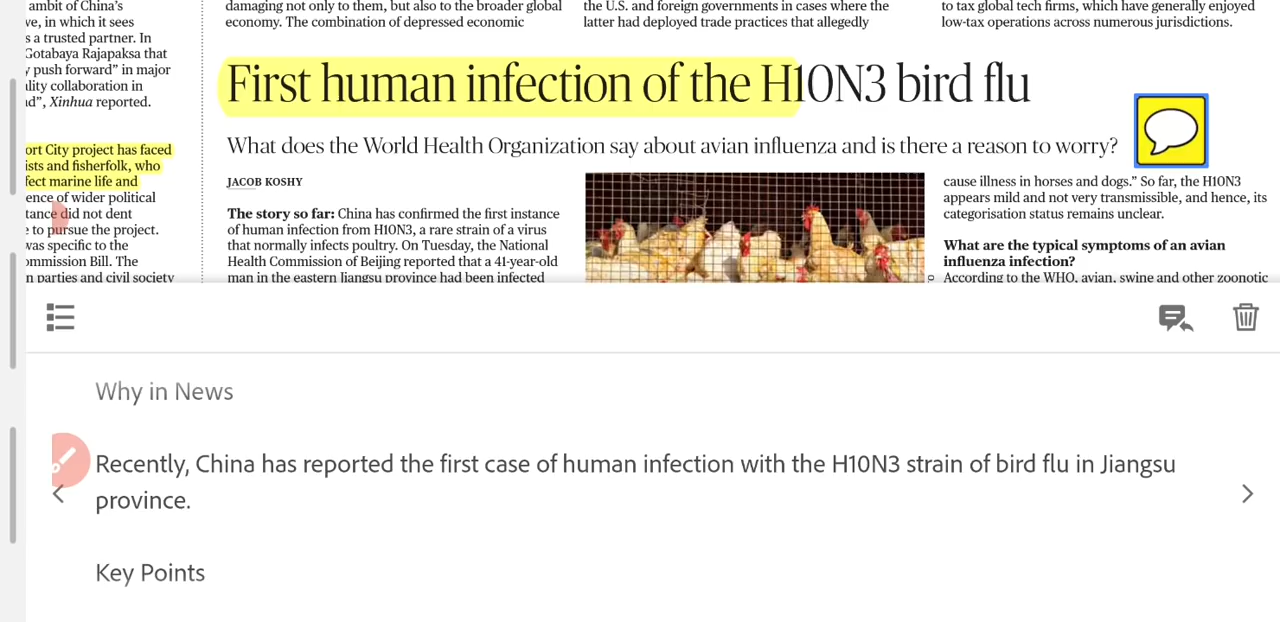 ambit of China's
ve, in which it sees
s a trusted partner. In
Gotabaya Rajapaksa that
y push forward" in major
lity collaboration in
d", Xinhua reported.
ort City project has faced
ists and fisherfolk, who
fect marine life and
ence of wider political
tance did not dent
e to pursue the project.
was specific to the
ommission Bill. The
n parties and civil society
damaging not only to them, but also to the broader global
economy. The combination of depressed economic
the U.S. and foreign governments in cases where the
latter had deployed trade practices that allegedly
to tax global tech firms, which have generally enjoyed
low-tax operations across numerous jurisdictions.
First human infection of the H10N3 bird flu
What does the World Health Organization say about avian influenza and is there a reason to worry?
JACOB KOSHY
The story so far: China has confirmed the first instance
of human infection from H10N3, a rare strain of a virus
that normally infects poultry. On Tuesday, the National
Health Commission of Beijing reported that a 41-year-old
man in the eastern Jiangsu province had been infected
cause illness in horses and dogs." So far, the H10N3
appears mild and not very transmissible, and hence, its
categorisation status remains unclear.
What are the typical symptoms of an avian
influenza infection?
According to the WHO, avian, swine and other zoonotic
Why in News
Recently, China has reported the first case of human infection with the H10N3 strain of bird flu in Jiangsu
province.
Key Points